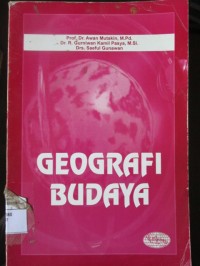 Prof. Dr. Awan Mutakin, M.Pd.
Dr. R. Gurniwan Kamil Pasya, M.Si.
Drs. Saeful Gunawan
GEOGRAFI
BUDAYA